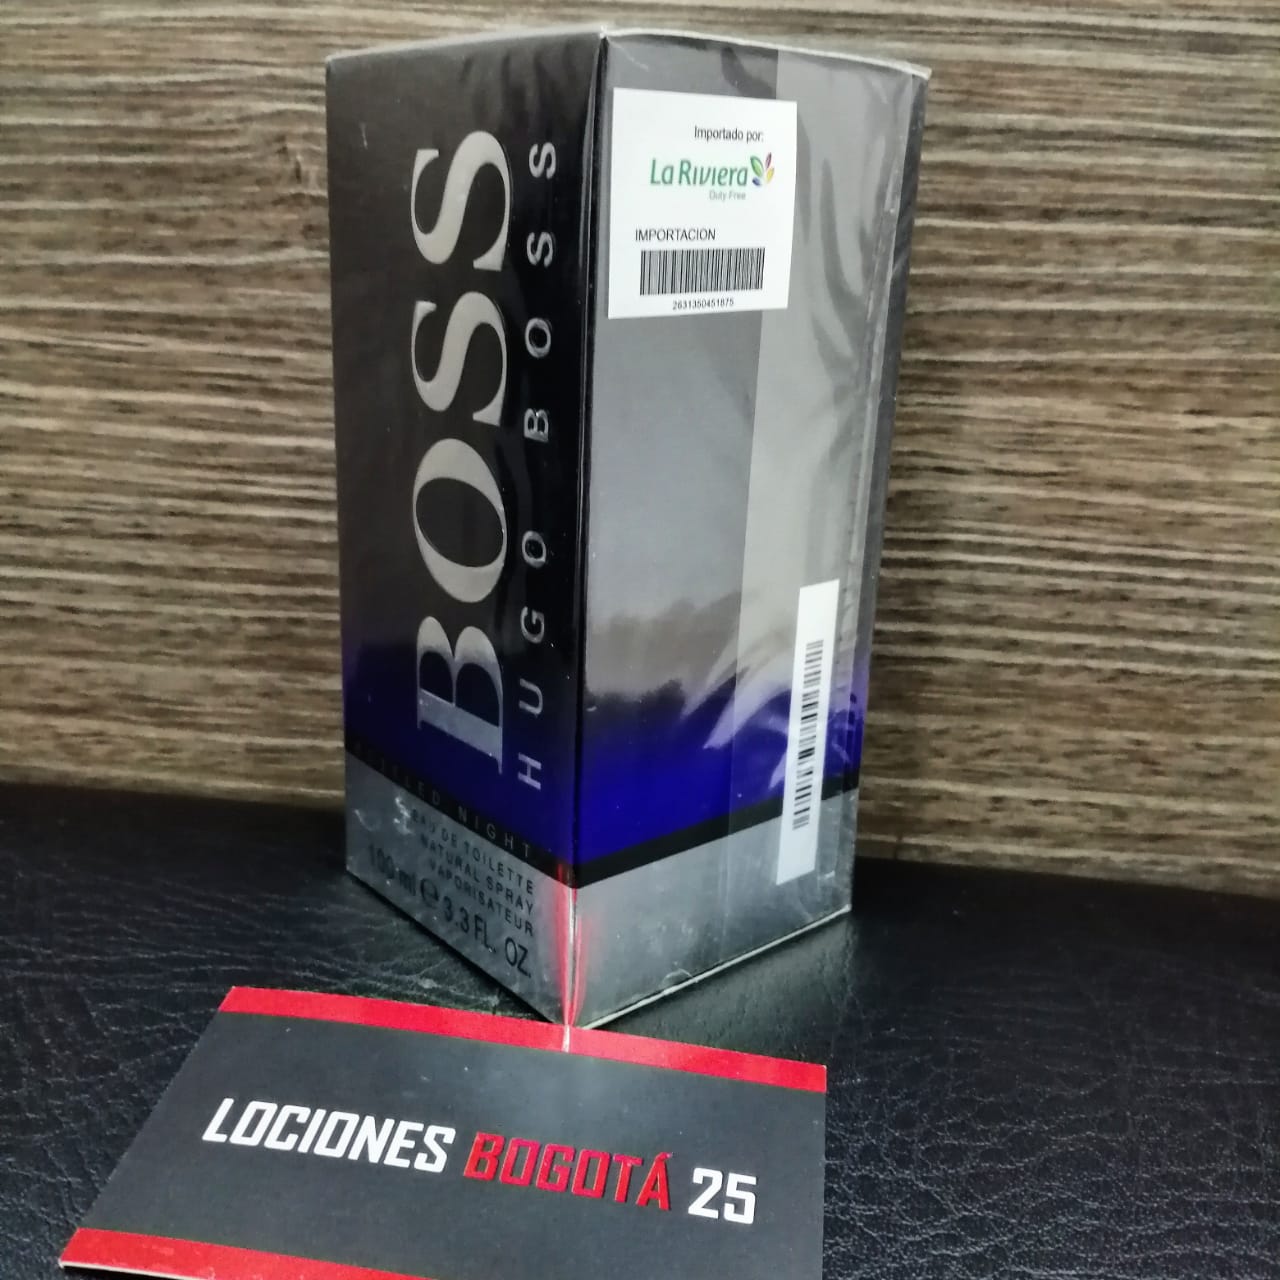 BOSS
HUGO BOSS
BOTTLED NIGHT
EAU DE TOILETTE
NATURAL SPRAY
VAPORISATEUR
100 ml e 3.3 FL. OZ.
Importado por:
La Riviera
Duty Free
IMPORTACION
2631350451875
LOCIONES BOGOTÁ 25